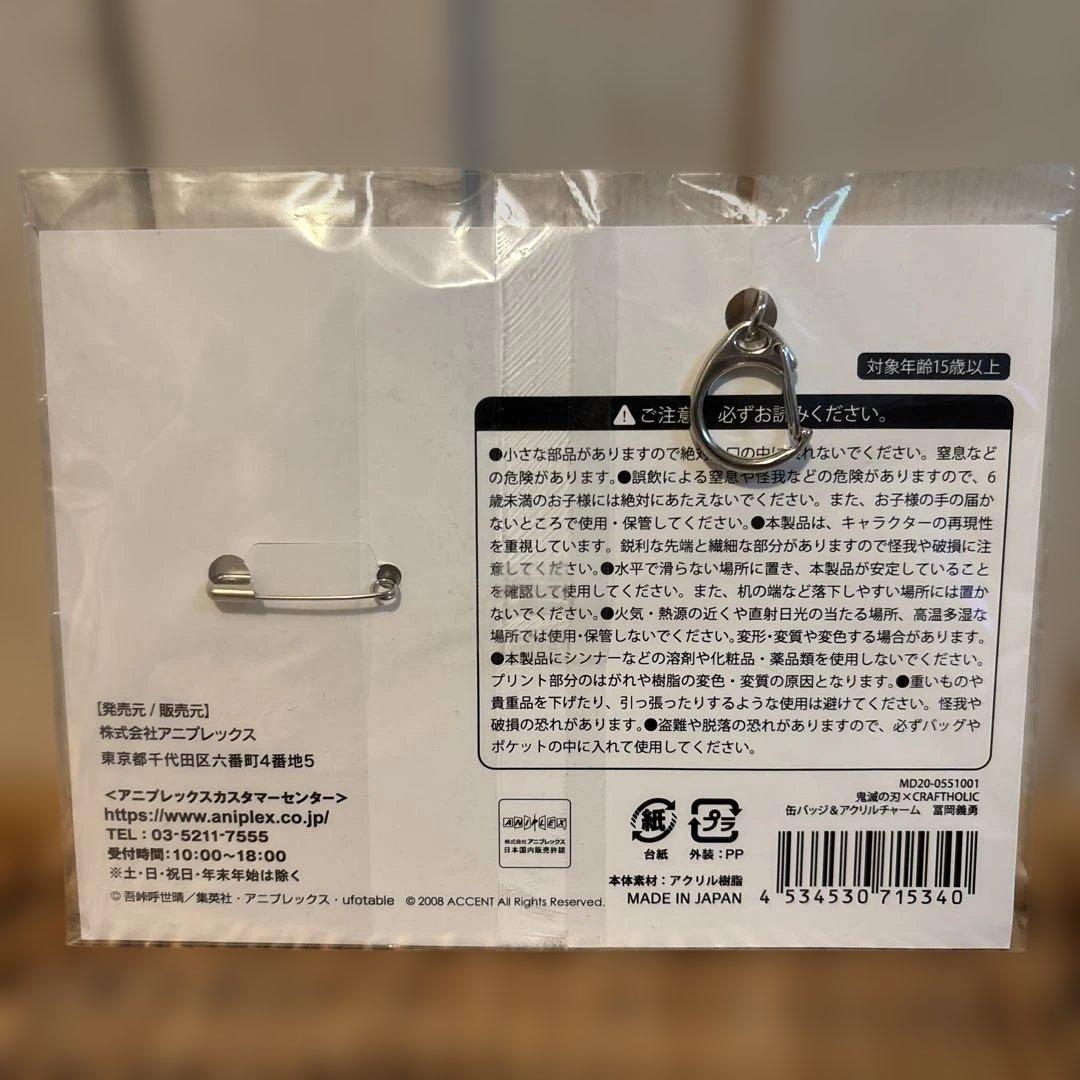 対象年齢15歳以上
ご注意 必ずお読みください。
●小さな部品がありますので絶対 口の中に れないでください。窒息など
の危険があります。●誤飲による窒息や怪我などの危険がありますので、6
歳未満のお子様には絶対にあたえないでください。また、お子様の手の届か
ないところで使用・保管してください。●本製品は、キャラクターの再現性
を重視しています。鋭利な先端と繊細な部分がありますので怪我や破損に注
意してください。●水平で滑らない場所に置き、本製品が安定していること
を確認して使用してください。また、机の端など落下しやすい場所には置か
ないでください。●火気・熱源の近くや直射日光の当たる場所、高温多湿な
場所では使用・保管しないでください。変形・変質や変色する場合があります。
●本製品にシンナーなどの溶剤や化粧品・薬品類を使用しないでください。
プリント部分のはがれや樹脂の変色・変質の原因となります。●重いものや
貴重品を下げたり、引っ張ったりするような使用は避けてください。怪我や
破損の恐れがあります。●盗難や脱落の恐れがありますので、必ずバッグや
ポケットの中に入れて使用してください。
【発売元 / 販売元】
株式会社アニプレックス
東京都千代田区六番町4番地5
＜アニプレックスカスタマーセンター＞
https://www.aniplex.co.jp/
TEL：03-5211-7555
受付時間：10:00～18:00
※土・日・祝日・年末年始は除く
MD20-0551001
鬼滅の刃×CRAFTHOLIC
缶バッジ＆アクリルチャーム 冨岡義勇
ANIPLEX
株式会社アニプレックス
日本国内販売許諾
紙
台紙
プラ
外装：PP
本体素材：アクリル樹脂
MADE IN JAPAN
4 534530 715340
© 吾峠呼世晴／集英社・アニプレックス・ufotable © 2008 ACCENT All Rights Reserved.